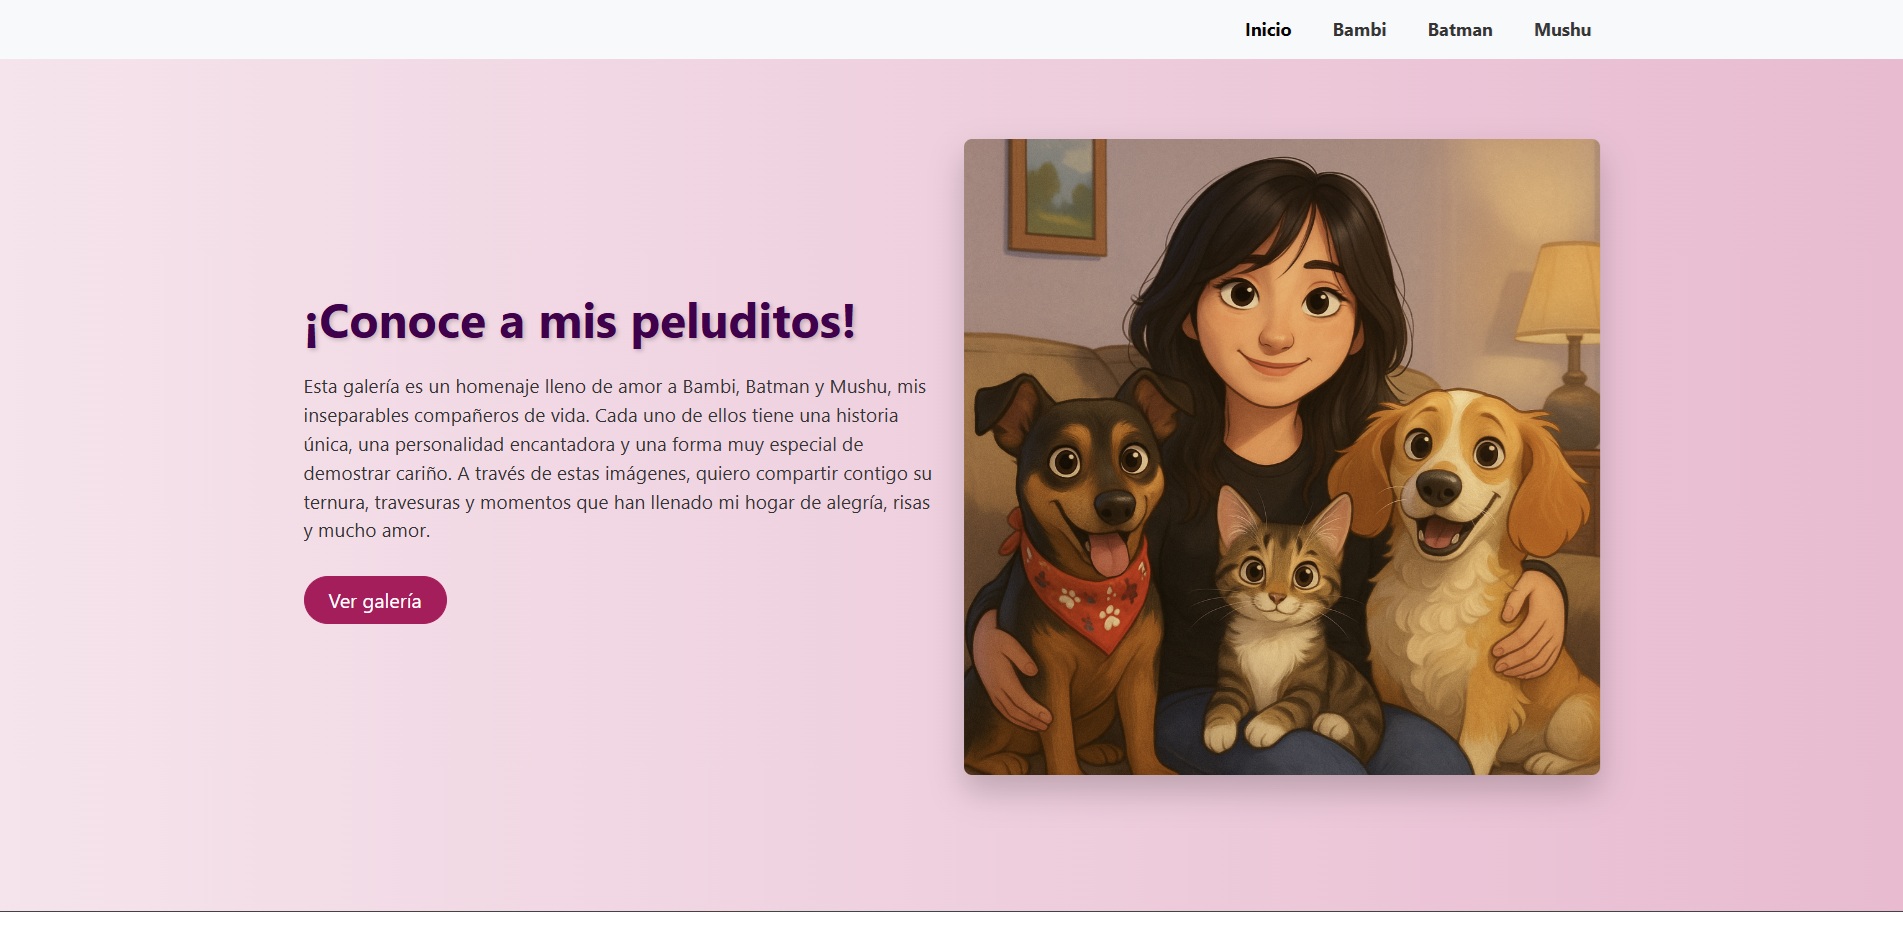 Inicio Bambi Batman Mushu
¡Conoce a mis peluditos!
Esta galería es un homenaje lleno de amor a Bambi, Batman y Mushu, mis
inseparables compañeros de vida. Cada uno de ellos tiene una historia
única, una personalidad encantadora y una forma muy especial de
demostrar cariño. A través de estas imágenes, quiero compartir contigo su
ternura, travesuras y momentos que han llenado mi hogar de alegría, risas
y mucho amor.
Ver galería